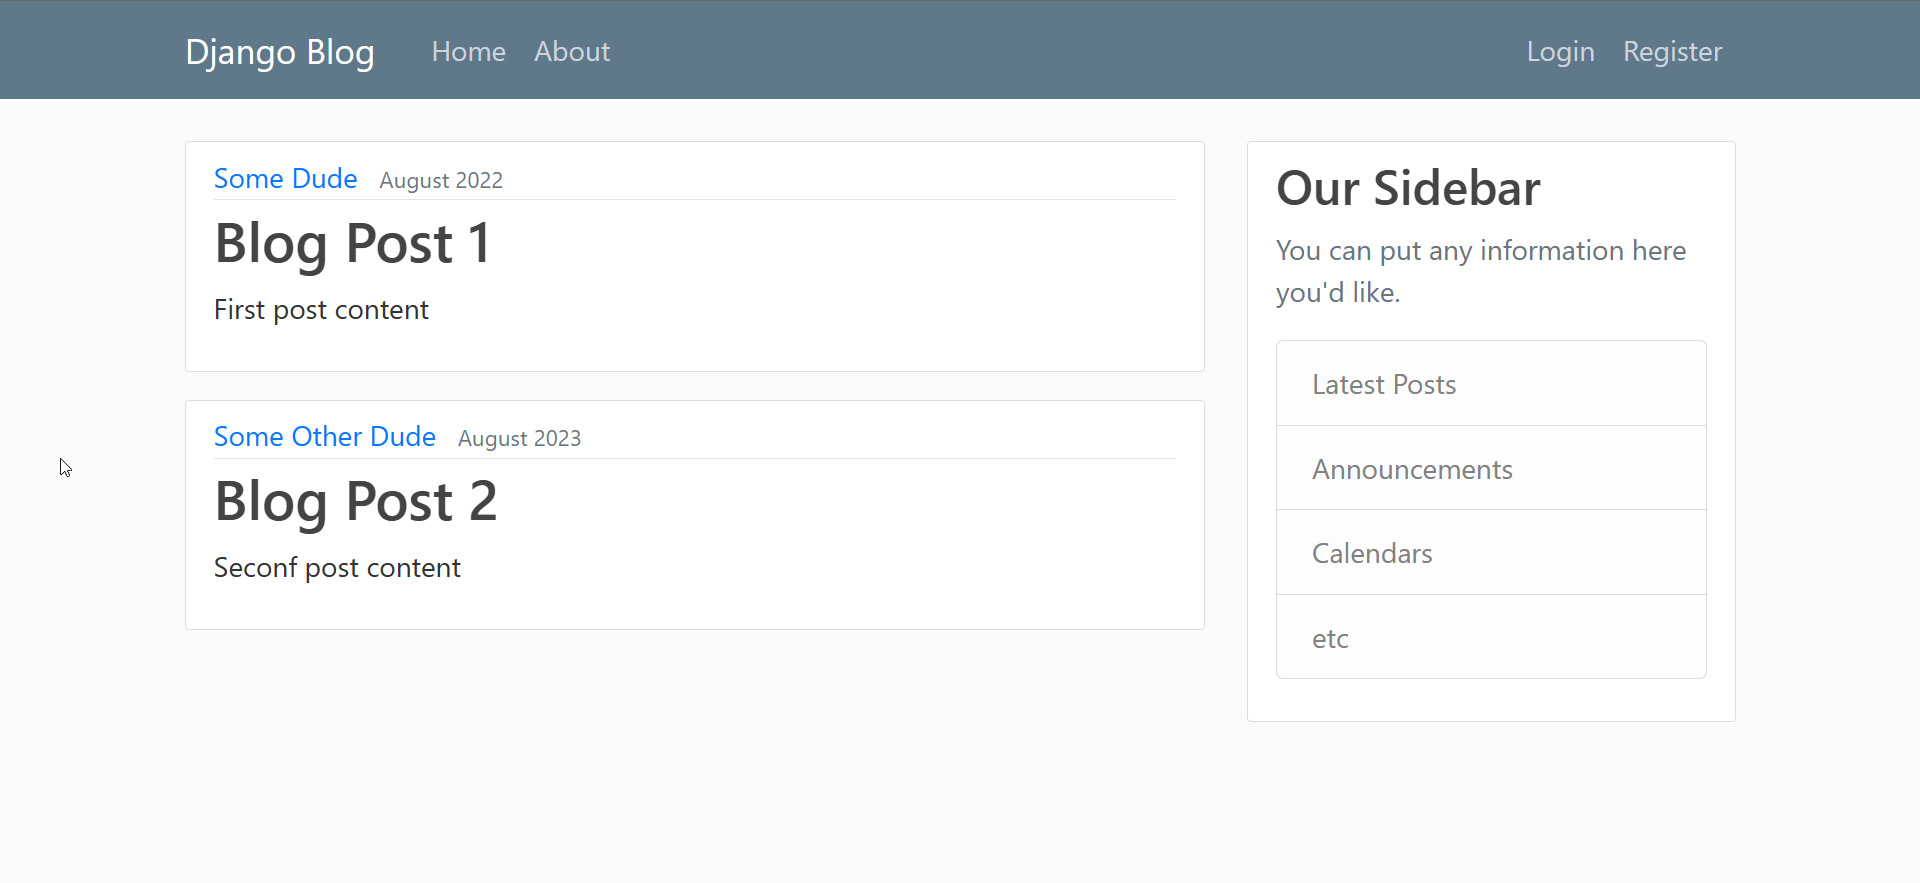 Django Blog Home About Login Register
Some Dude August 2022
Blog Post 1
First post content
Some Other Dude August 2023
Blog Post 2
Seconf post content
Our Sidebar
You can put any information here
you'd like.
Latest Posts
Announcements
Calendars
etc